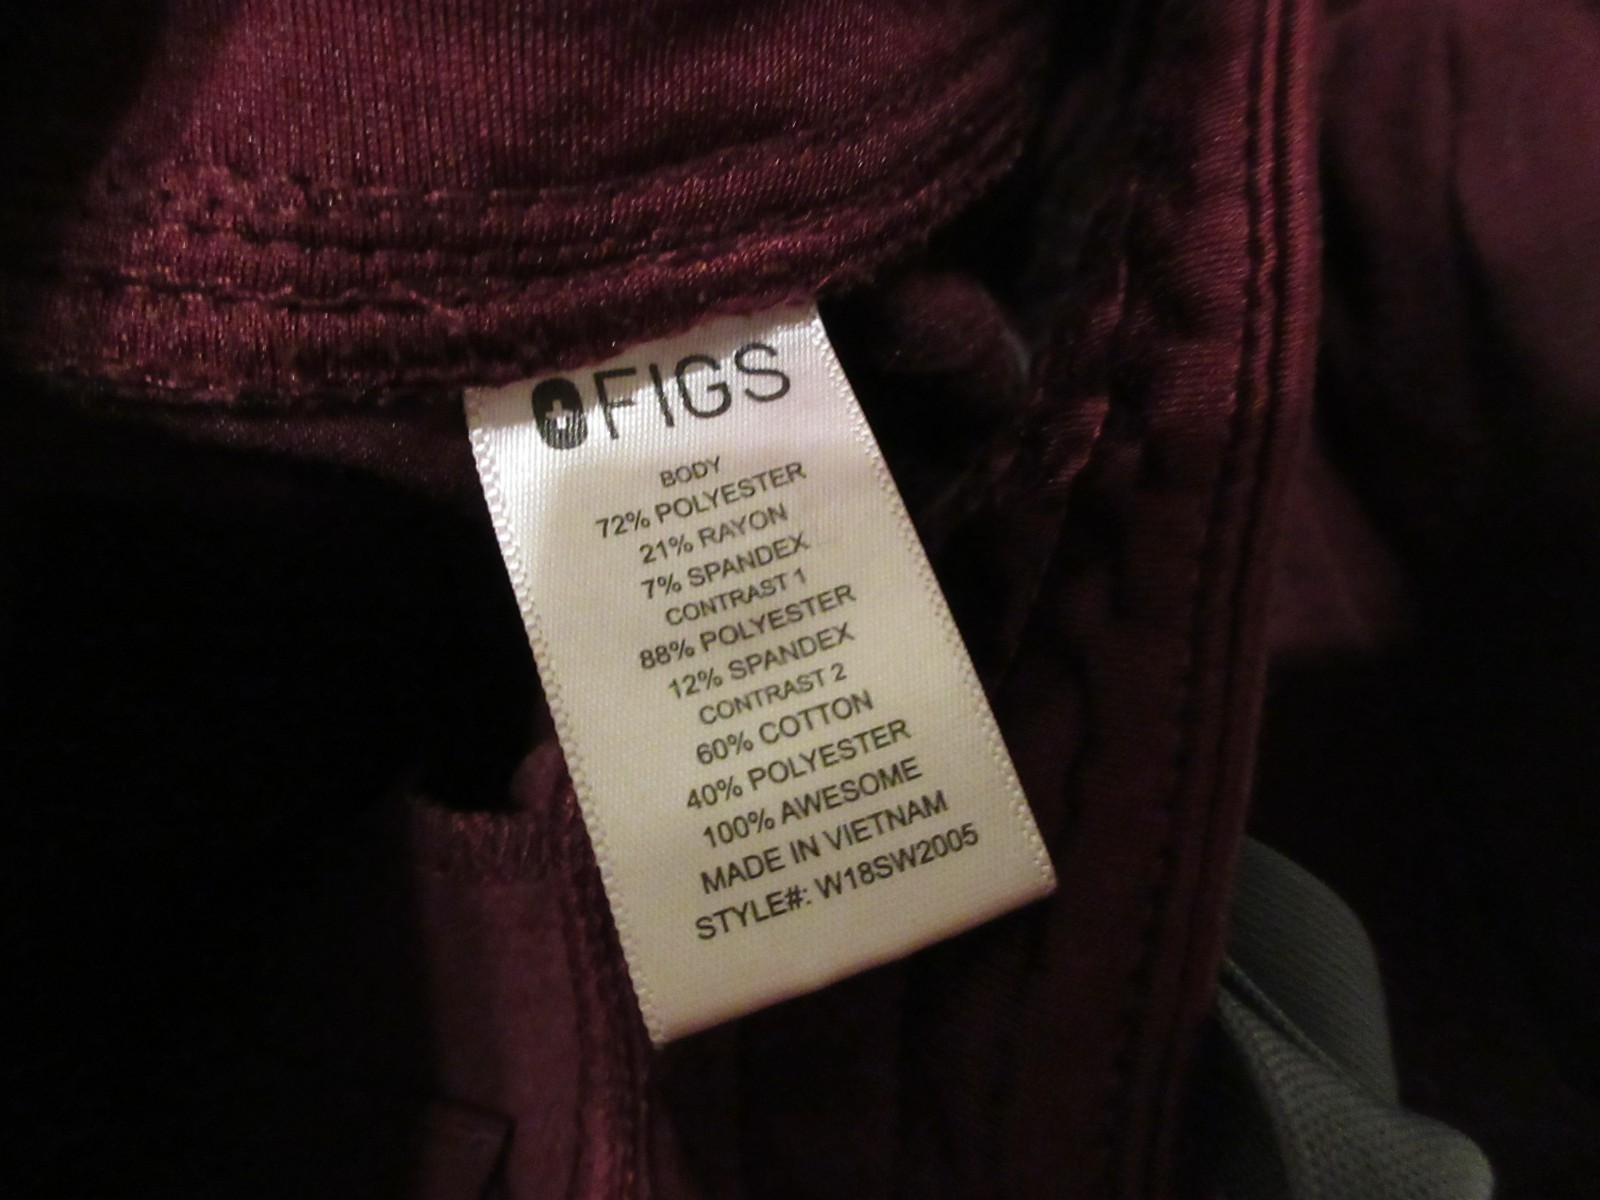 FIGS
BODY
72% POLYESTER
21% RAYON
7% SPANDEX
CONTRAST 1
88% POLYESTER
12% SPANDEX
CONTRAST 2
60% COTTON
40% POLYESTER
100% AWESOME
MADE IN VIETNAM
STYLE#: W18SW2005